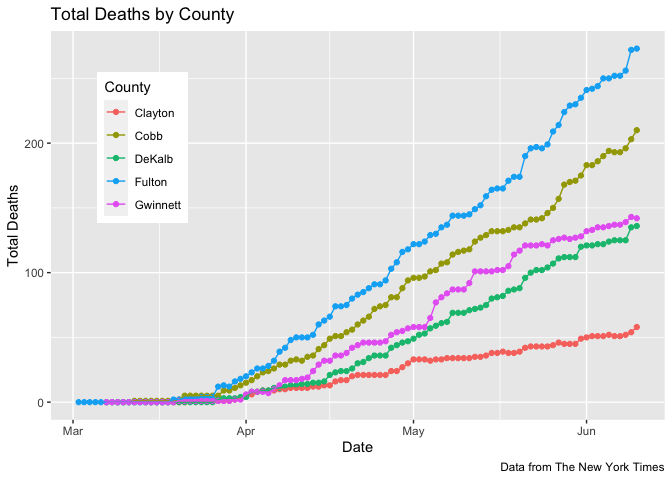 Total Deaths by County
Total Deaths
200
100
0
County
Clayton
Cobb
DeKalb
Fulton
Gwinnett
Mar
Apr
May
Jun
Date
Data from The New York Times